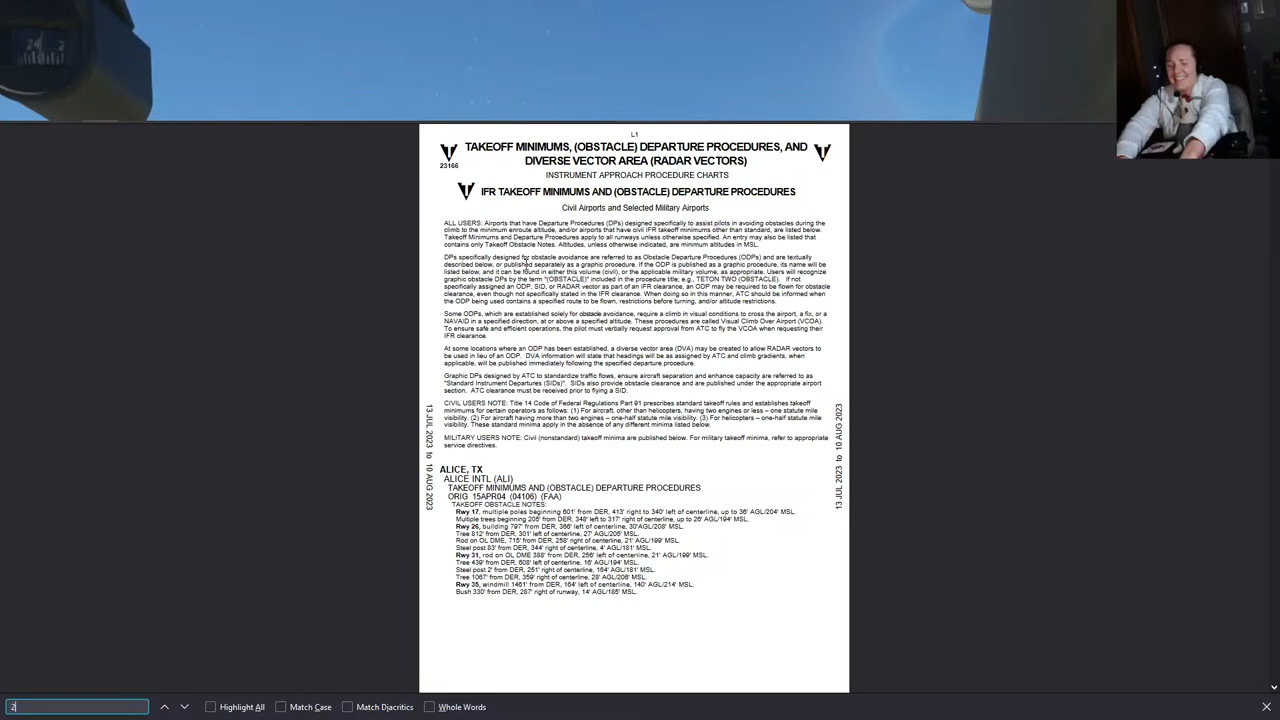 24 2
L1
TAKEOFF MINIMUMS, (OBSTACLE) DEPARTURE PROCEDURES, AND
DIVERSE VECTOR AREA (RADAR VECTORS)
23166
INSTRUMENT APPROACH PROCEDURE CHARTS
IFR TAKEOFF MINIMUMS AND (OBSTACLE) DEPARTURE PROCEDURES
Civil Airports and Selected Military Airports
ALL USERS: Airports that have Departure Procedures (DPs) designed specifically to assist pilots in avoiding obstacles during the
climb to the minimum enroute altitude, and/or airports that have civil IFR takeoff minimums other than standard, are listed below.
Takeoff Minimums and Departure Procedures apply to all runways unless otherwise specified. An entry may also be listed that
contains only Takeoff Obstacle Notes. Altitudes, unless otherwise indicated, are minimum altitudes in MSL.
DPs specifically designed for obstacle avoidance are referred to as Obstacle Departure Procedures (ODPs) and are textually
described below, or published separately as a graphic procedure. If the ODP is published as a graphic procedure, its name will be
listed below, and it can be found in either this volume (civil), or the applicable military volume, as appropriate. Users will recognize
graphic obstacle DPs by the term "(OBSTACLE)" included in the procedure title; e.g., TETON TWO (OBSTACLE). If not
specifically assigned an ODP, SID, or RADAR vector as part of an IFR clearance, an ODP may be required to be flown for obstacle
clearance, even though not specifically stated in the IFR clearance. When doing so in this manner, ATC should be informed when
the ODP being used contains a specified route to be flown, restrictions before turning, and/or altitude restrictions.
Some ODPs, which are established solely for obstacle avoidance, require a climb in visual conditions to cross the airport, a fix, or a
NAVAID in a specified direction, at or above a specified altitude. These procedures are called Visual Climb Over Airport (VCOA).
To ensure safe and efficient operations, the pilot must verbally request approval from ATC to fly the VCOA when requesting their
IFR clearance.
At some locations where an ODP has been established, a diverse vector area (DVA) may be created to allow RADAR vectors to
be used in lieu of an ODP. DVA information will state that headings will be as assigned by ATC and climb gradients, when
applicable, will be published immediately following the specified departure procedure.
Graphic DPs designed by ATC to standardize traffic flows, ensure aircraft separation and enhance capacity are referred to as
"Standard Instrument Departures (SIDs)". SIDs also provide obstacle clearance and are published under the appropriate airport
section. ATC clearance must be received prior to flying a SID.
CIVIL USERS NOTE: Title 14 Code of Federal Regulations Part 91 prescribes standard takeoff rules and establishes takeoff
minimums for certain operators as follows: (1) For aircraft, other than helicopters, having two engines or less – one statute mile
visibility. (2) For aircraft having more than two engines – one-half statute mile visibility. (3) For helicopters – one-half statute mile
visibility. These standard minima apply in the absence of any different minima listed below.
MILITARY USERS NOTE: Civil (nonstandard) takeoff minima are published below. For military takeoff minima, refer to appropriate
service directives.
13 JUL 2023 to 10 AUG 2023
13 JUL 2023 to 10 AUG 2023
ALICE, TX
ALICE INTL (ALI)
TAKEOFF MINIMUMS AND (OBSTACLE) DEPARTURE PROCEDURES
ORIG 15APR04 (04106) (FAA)
TAKEOFF OBSTACLE NOTES:
Rwy 17, multiple poles beginning 601' from DER, 413' right to 340' left of centerline, up to 36' AGL/204' MSL.
Multiple trees beginning 205' from DER, 348' left to 317' right of centerline, up to 26' AGL/194' MSL.
Rwy 26, building 797' from DER, 366' left of centerline, 30'AGL/208' MSL.
Tree 812' from DER, 301' left of centerline, 27' AGL/205' MSL.
Rod on OL DME, 715' from DER, 258' right of centerline, 21' AGL/199' MSL.
Steel post 83' from DER, 344' right of centerline, 4' AGL/181' MSL.
Rwy 31, rod on OL DME 388' from DER, 256' left of centerline, 21' AGL/199' MSL.
Tree 439' from DER, 608' left of centerline, 16' AGL/194' MSL.
Steel post 2' from DER, 251' right of centerline, 164' AGL/181' MSL.
Tree 1067' from DER, 359' right of centerline, 28' AGL/206' MSL.
Rwy 35, windmill 1461' from DER, 164' left of centerline, 140' AGL/214' MSL.
Bush 330' from DER, 287' right of runway, 14' AGL/185' MSL.
2
Highlight All
Match Case
Match Diacritics
Whole Words